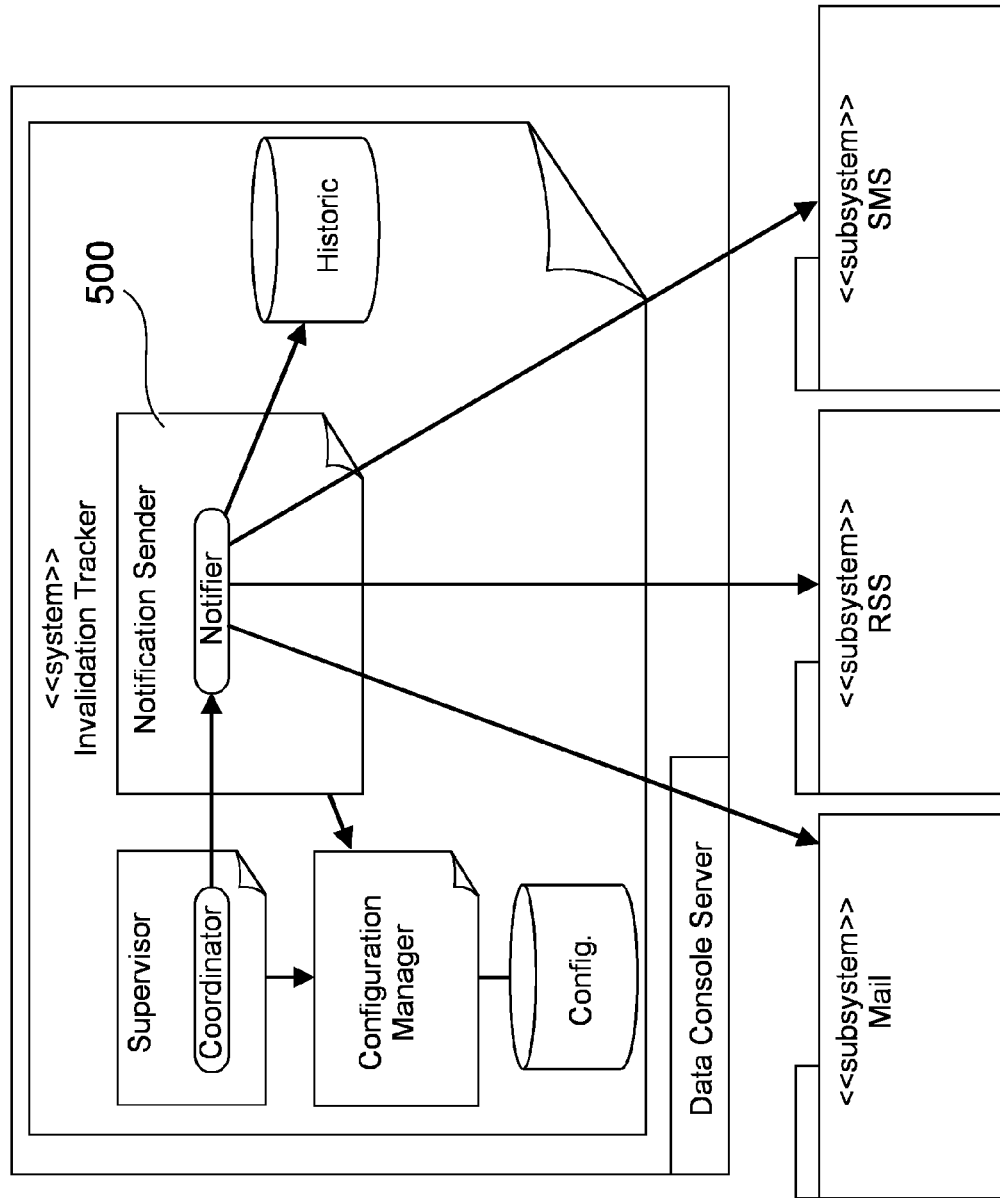 <<system>>
Invalidation Tracker
Supervisor
Coordinator
Notification Sender
Notifier
500
Historic
Configuration
Manager
Config.
Data Console Server
<<subsystem>>
Mail
<<subsystem>>
RSS
<<subsystem>>
SMS